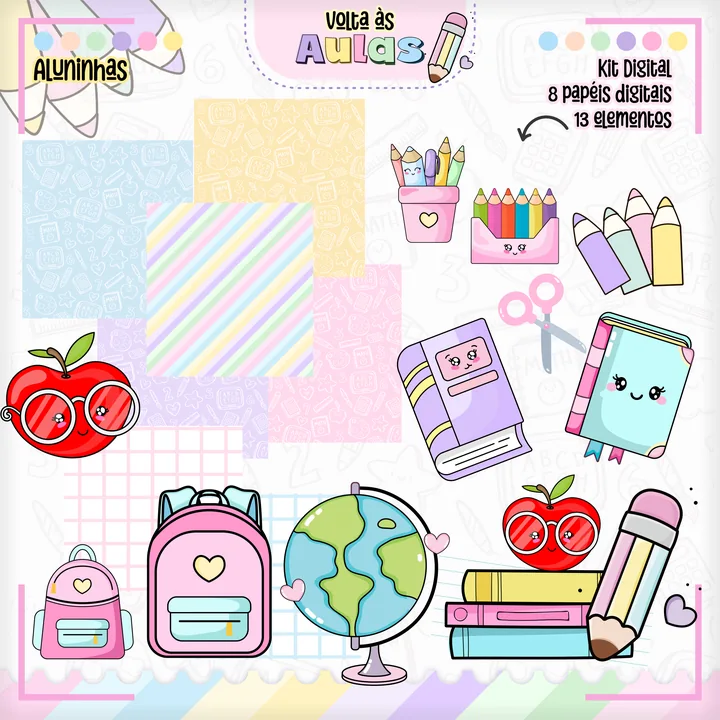 Volta às
Aulas
Aluninhas
Kit Digital
8 papéis digitais
13 elementos